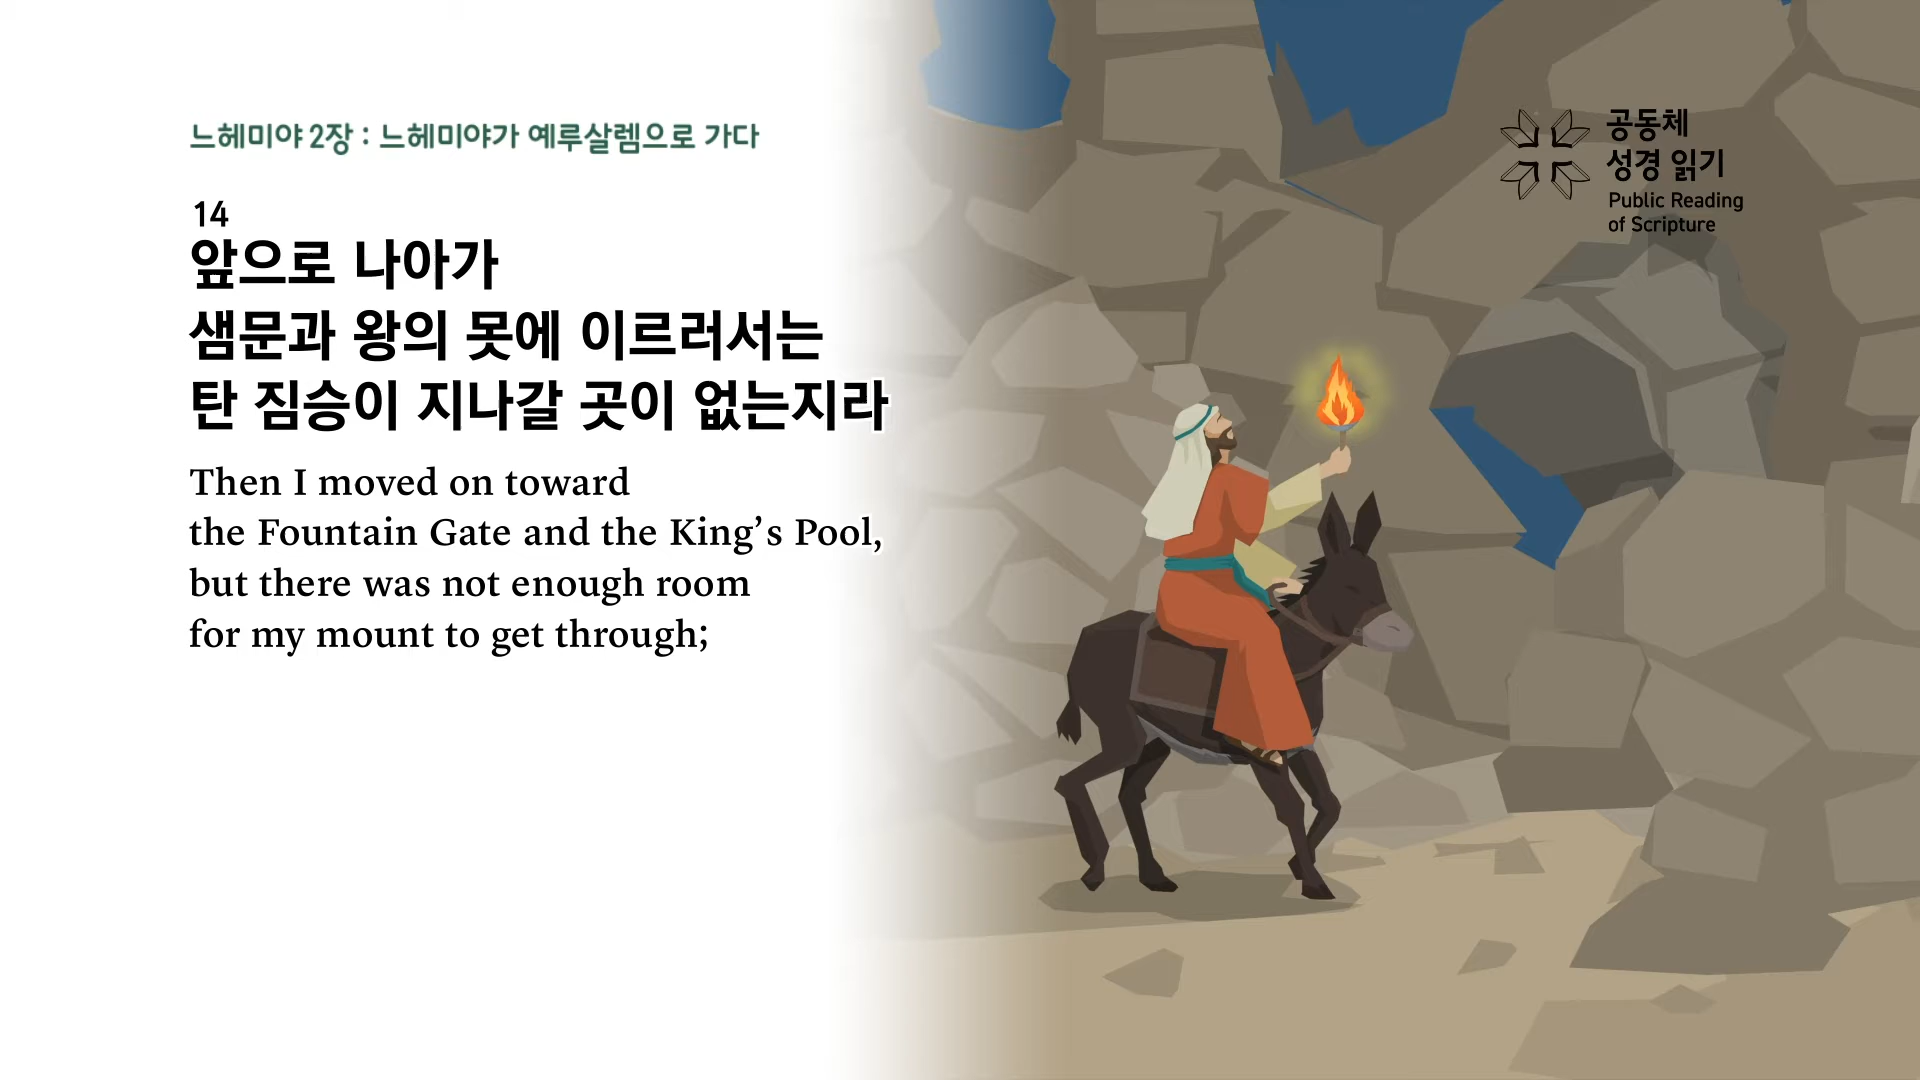 느헤미야 2장 : 느헤미야가 예루살렘으로 가다
14
앞으로 나아가
샘문과 왕의 못에 이르러서는
탄 짐승이 지나갈 곳이 없는지라
Then I moved on toward
the Fountain Gate and the King’s Pool,
but there was not enough room
for my mount to get through;
공동체
성경 읽기
Public Reading
of Scripture